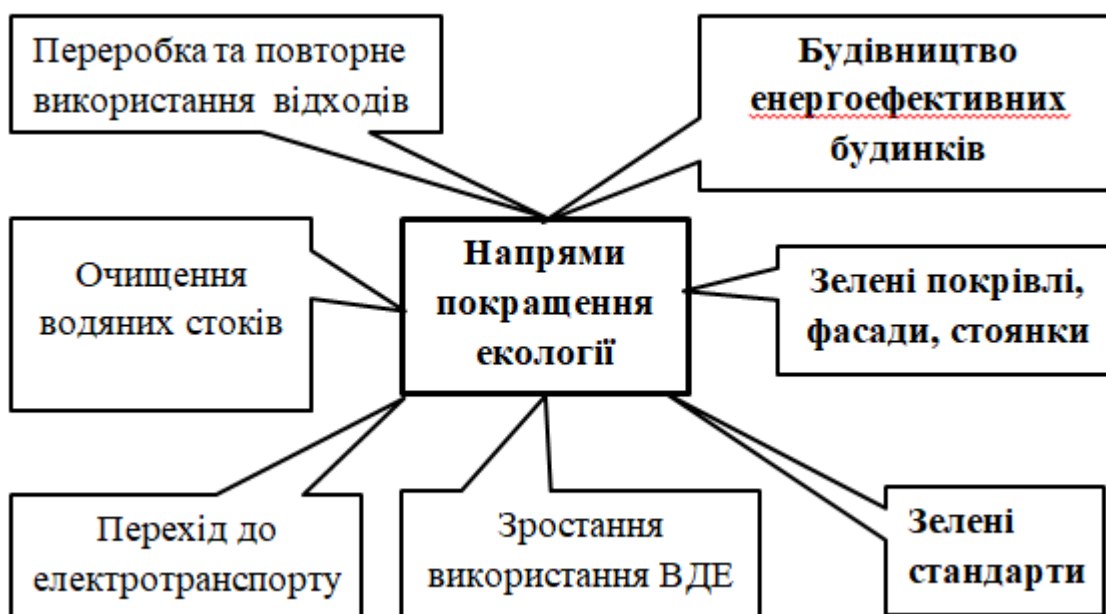 Переробка та повторне
використання відходів
Будівництво
енергоефективних
будинків
Очищення
водяних стоків
Напрями
покращення
екології
Зелені покрівлі,
фасади, стоянки
Перехід до
електротранспорту
Зростання
використання ВДЕ
Зелені
стандарти